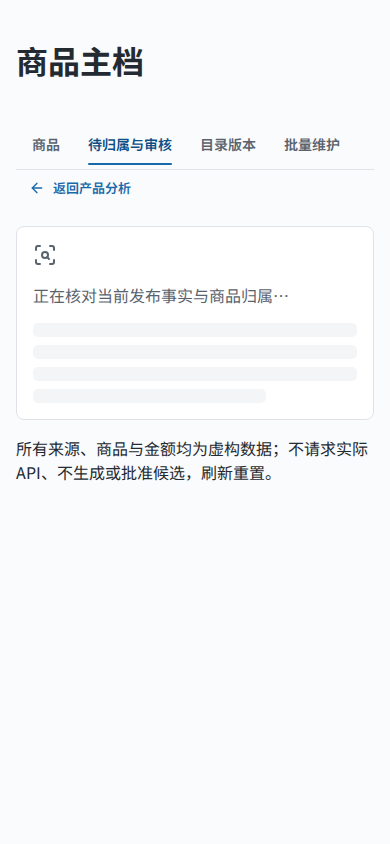 商品主档
商品 待归属与审核 目录版本 批量维护
返回产品分析
正在核对当前发布事实与商品归属…
所有来源、商品与金额均为虚构数据；不请求实际
API、不生成或批准候选，刷新重置。